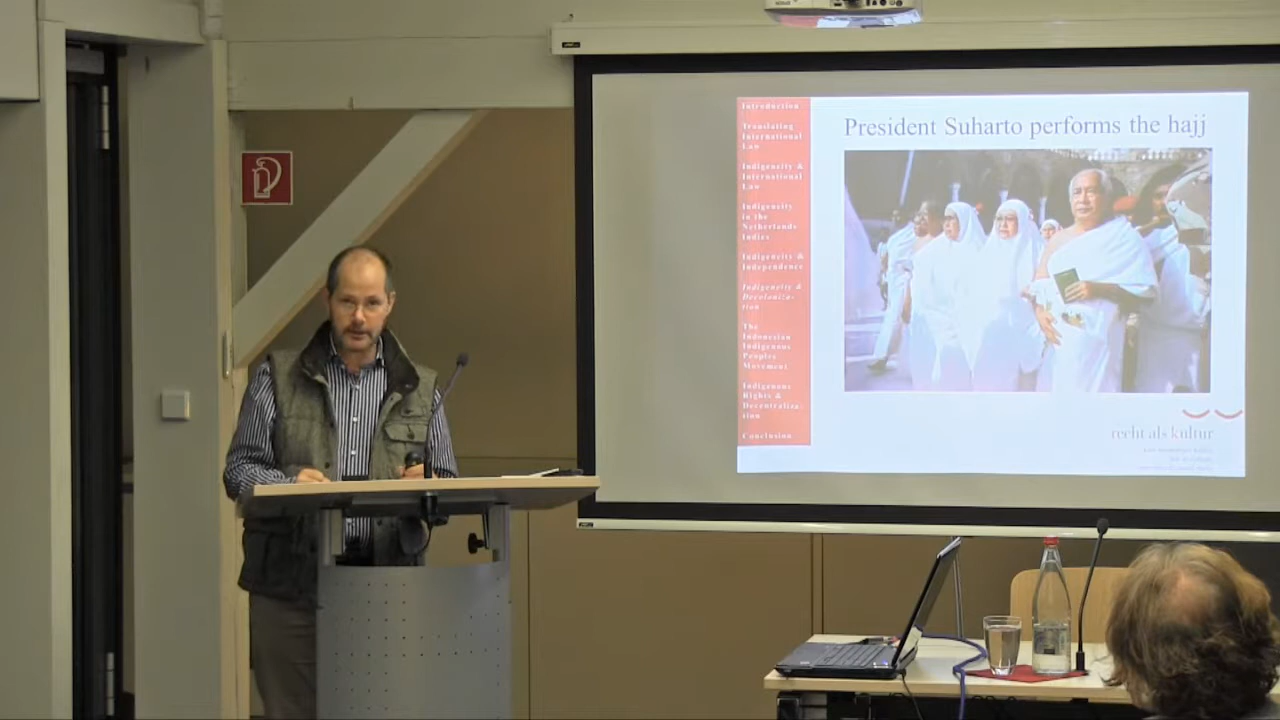 President Suharto performs the hajj
Introduction
Translating
International
Law
Indigeneity &
International
Law
Indigeneity
in the
Netherlands
Indies
Indigeneity &
Independence
Indigeneity &
Decoloniza-
tion
The
Indonesian
Indigenous
Peoples
Movement
Indigenous
Rights &
Decentraliza-
tion
Conclusion
recht als kultur